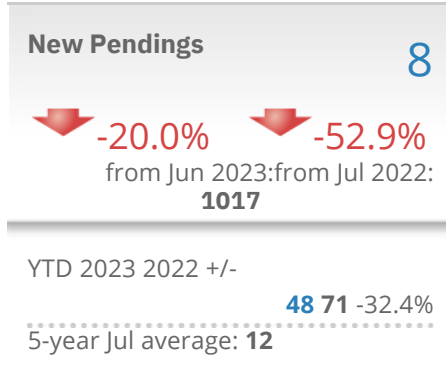 New Pendings
8
-20.0% -52.9%
from Jun 2023:from Jul 2022:
1017
YTD 2023 2022 +/-
48 71 -32.4%
5-year Jul average: 12